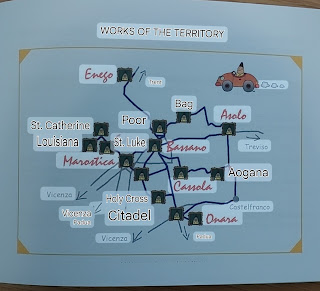 WORKS OF THE TERRITORY
Enego
Trent
Bag
Poor
Asolo
St. Catherine
Louisiana
St. Luke
Bassano
Treviso
Marostica
Aogana
Cassola
Vicenza
Holy Cross
Castelfranco
Vicenza
Citadel
Onara
Vicenza
Padua